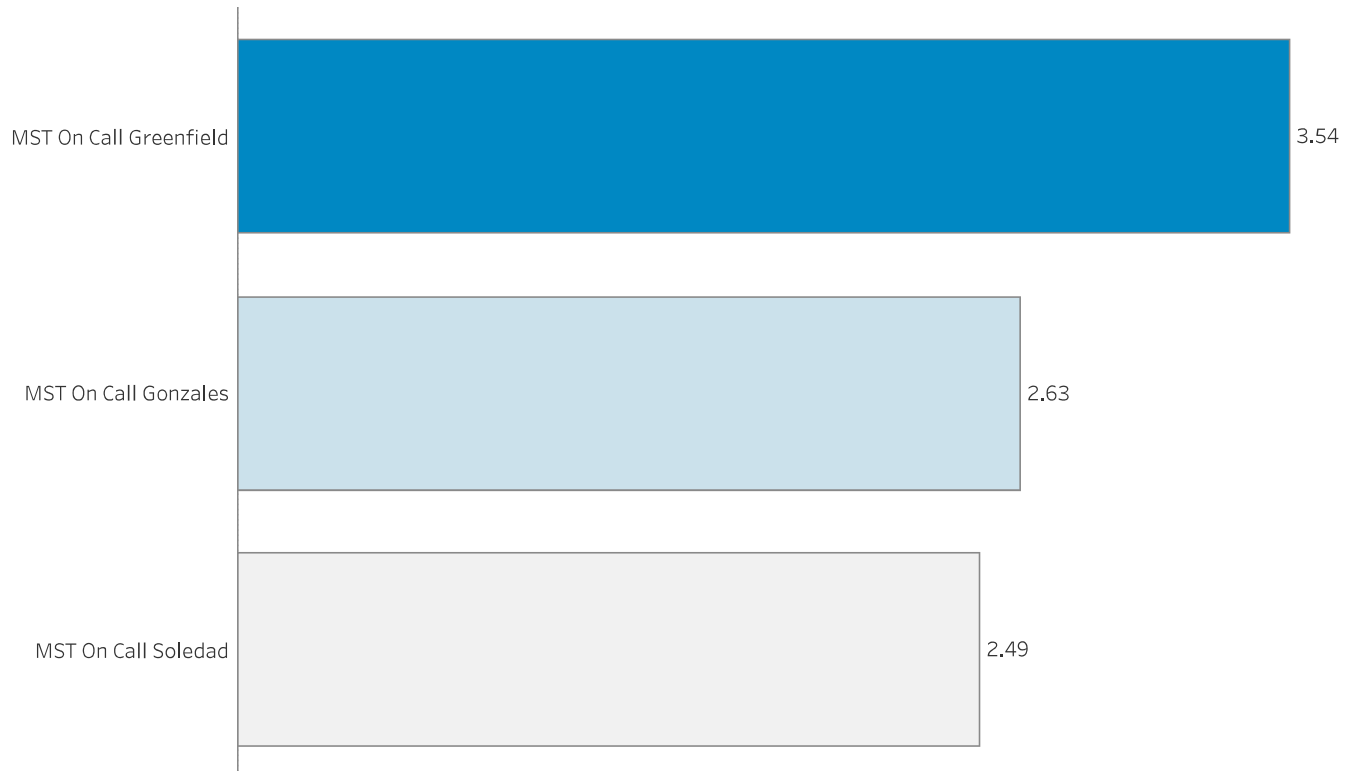 MST On Call Greenfield
3.54
MST On Call Gonzales
2.63
MST On Call Soledad
2.49